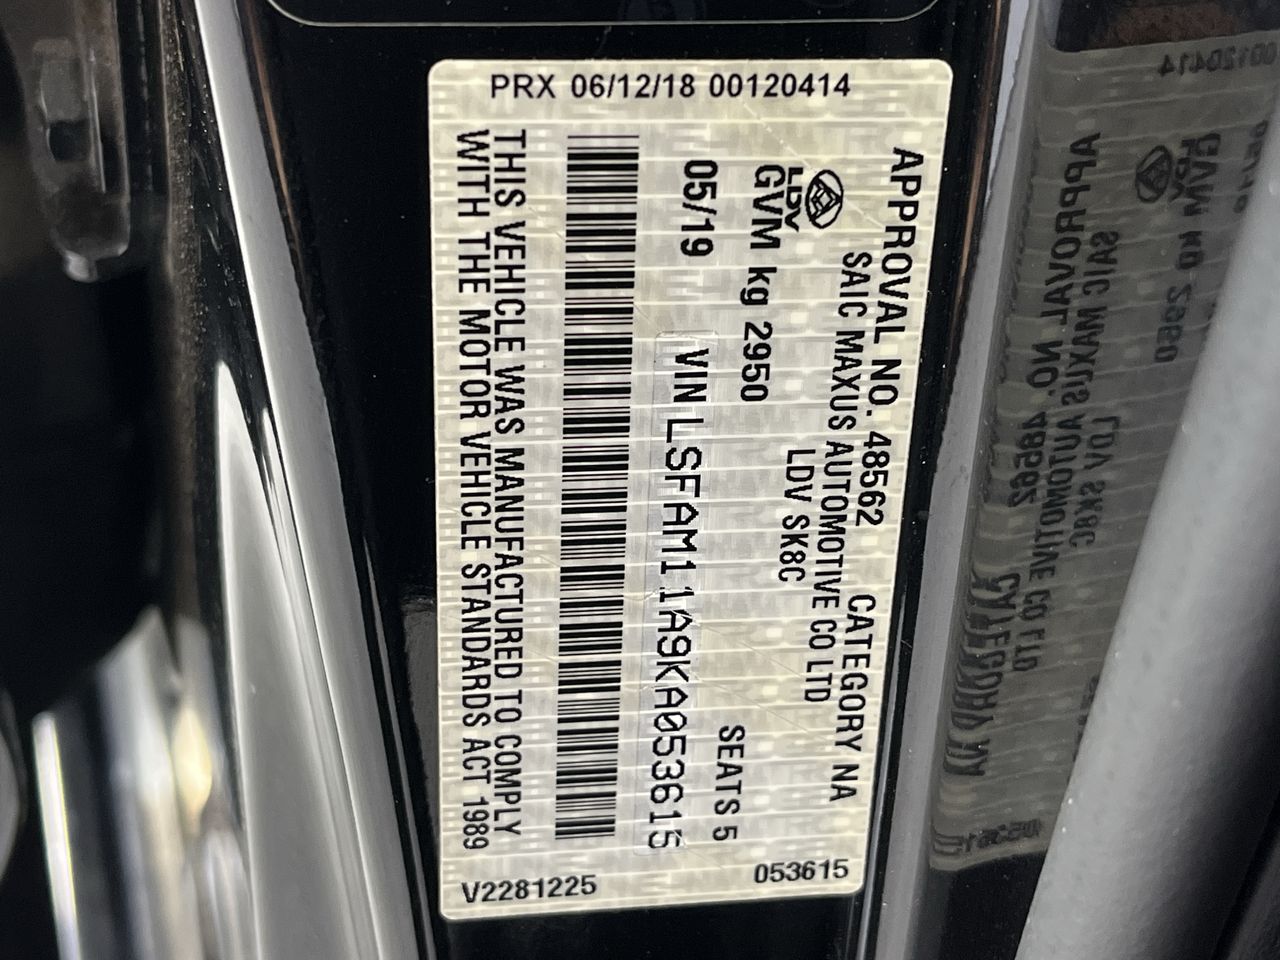 PRX 06/12/18 00120414
APPROVAL NO. 48562 CATEGORY NA
SAIC MAXUS AUTOMOTIVE CO LTD
LDV
LDV SK8C
GVM kg 2950 SEATS 5
05/19 VIN LSFAM11A9KA053615
THIS VEHICLE WAS MANUFACTURED TO COMPLY
WITH THE MOTOR VEHICLE STANDARDS ACT 1989
V2281225
053615